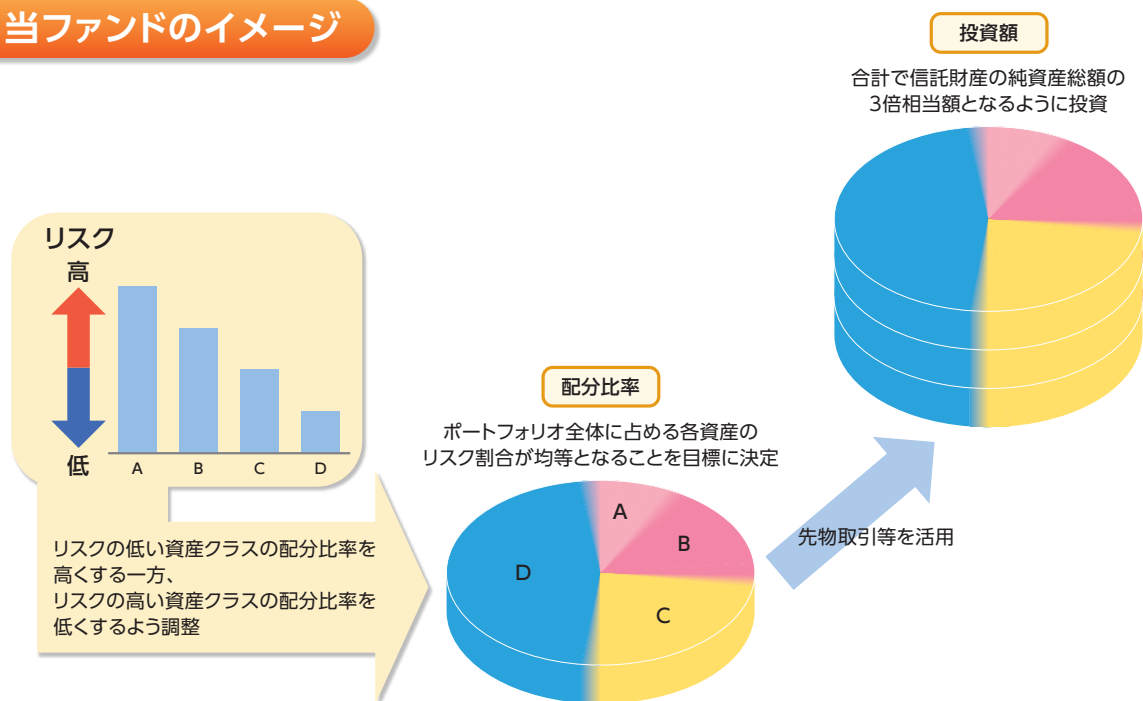 当ファンドのイメージ
投資額
合計で信託財産の純資産総額の
3倍相当額となるように投資
リスク
高
低
A
B
C
D
配分比率
ポートフォリオ全体に占める各資産の
リスク割合が均等となることを目標に決定
リスクの低い資産クラスの配分比率を
高くする一方、
リスクの高い資産クラスの配分比率を
低くするよう調整
A
B
C
D
先物取引等を活用